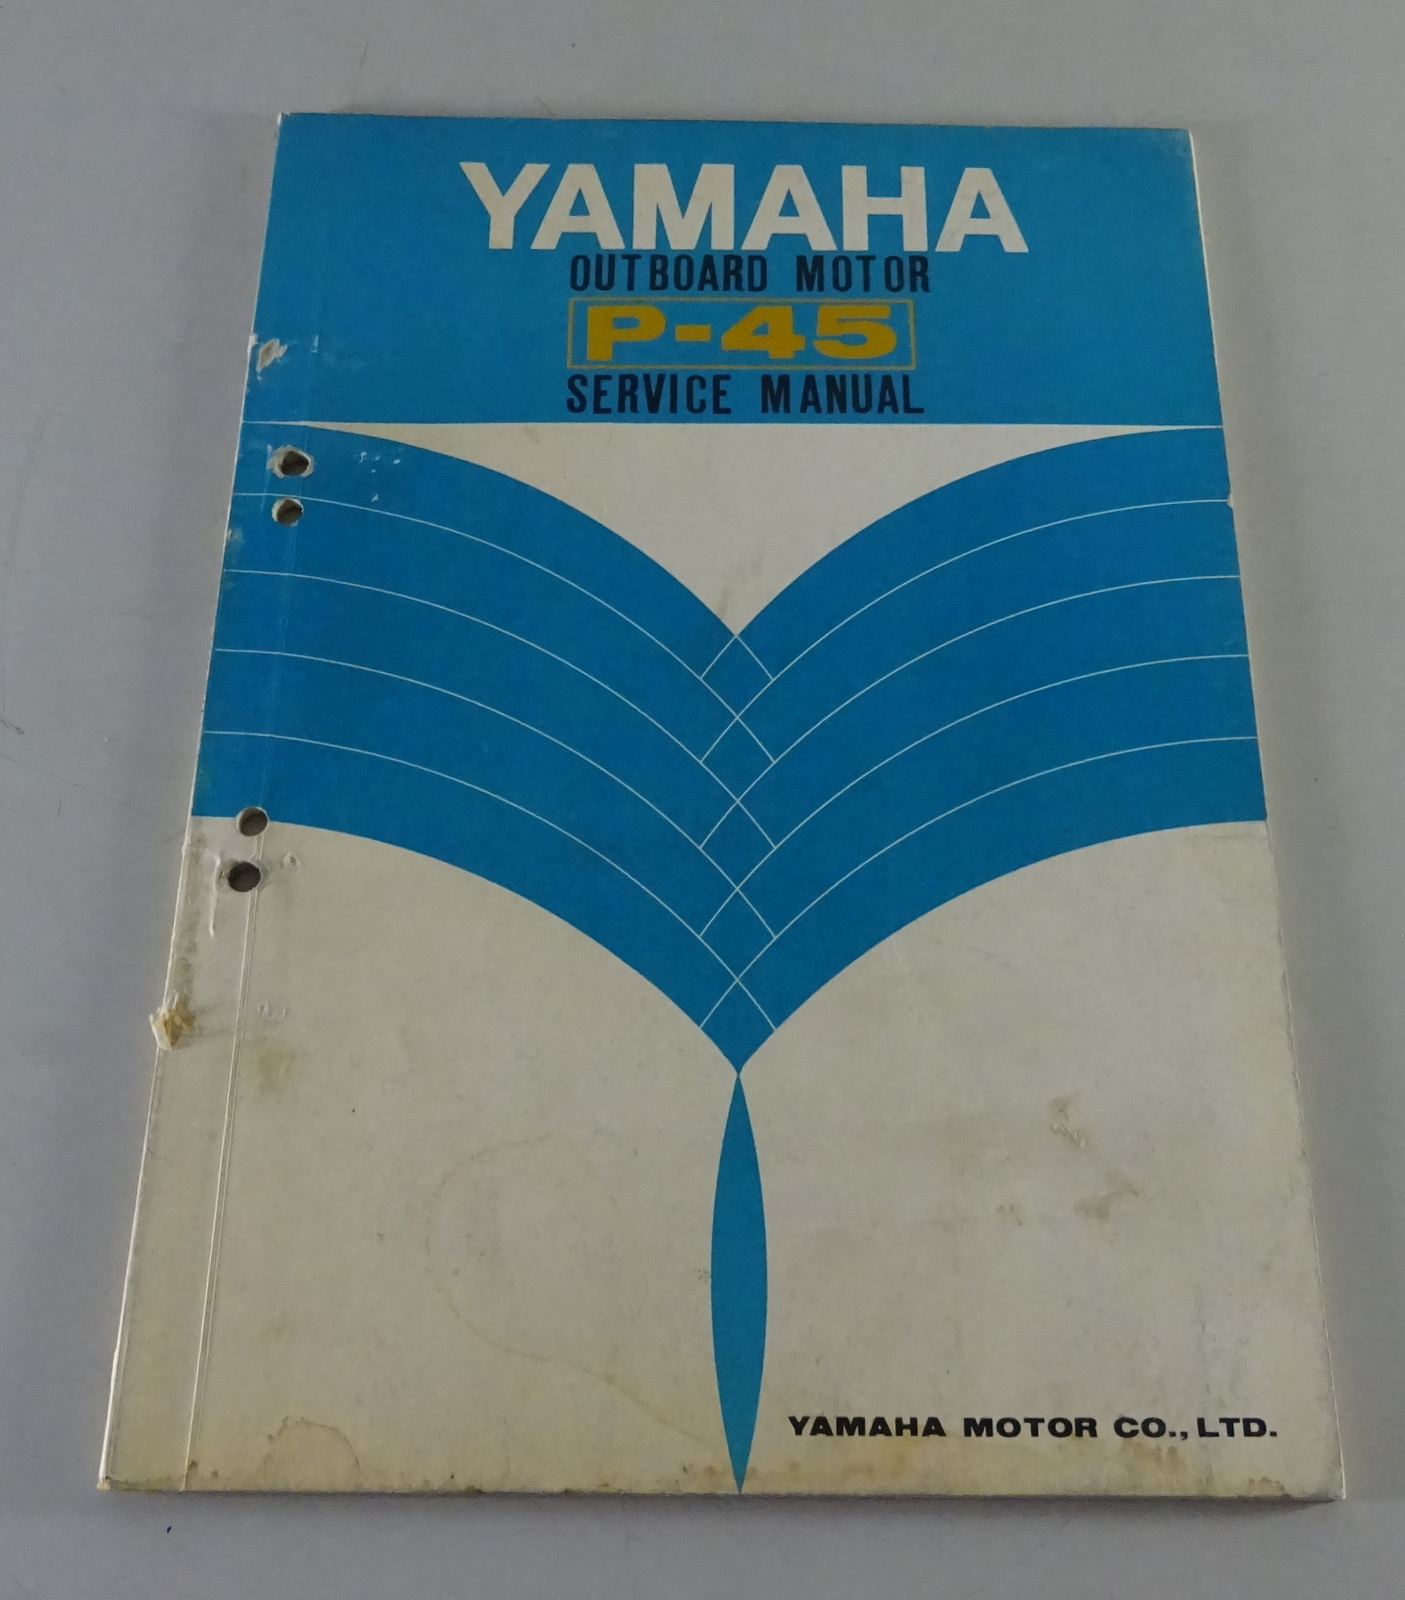 YAMAHA
OUTBOARD MOTOR
P-45
SERVICE MANUAL
YAMAHA MOTOR CO., LTD.